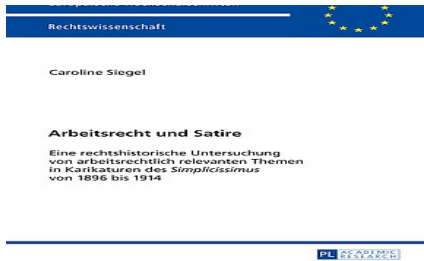 Rechtswissenschaft
Caroline Siegel
Arbeitsrecht und Satire
Eine rechtshistorische Untersuchung
von arbeitsrechtlich relevanten Themen
in Karikaturen des Simplicissimus
von 1896 bis 1914
PL ACADEMIC
RESEARCH